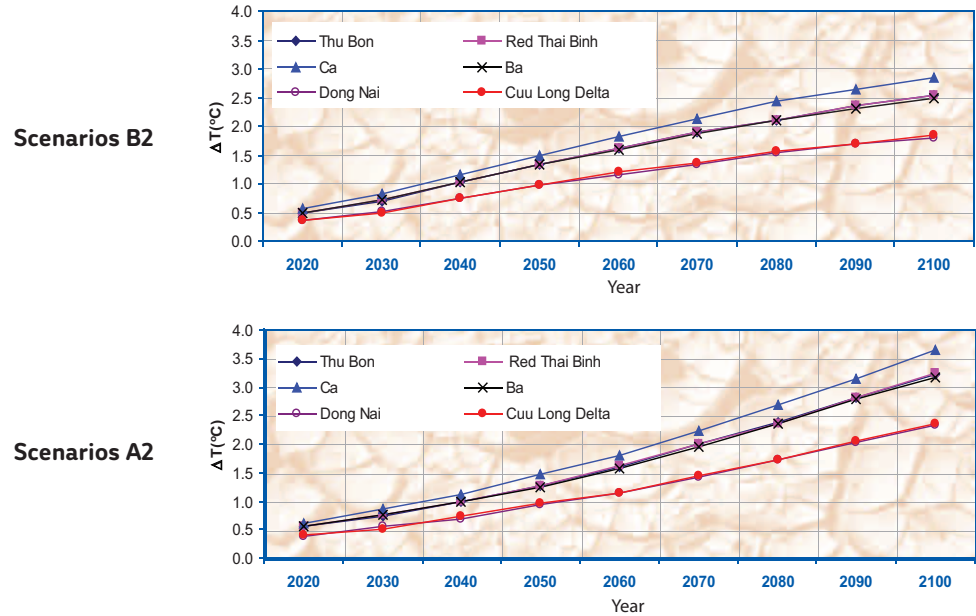 Scenarios B2
Δ T(°C)
4.0
3.5
3.0
2.5
2.0
1.5
1.0
0.5
0.0
Thu Bon
Red Thai Binh
Ca
Ba
Dong Nai
Cuu Long Delta
2020 2030 2040 2050 2060 2070 2080 2090 2100
Year
Scenarios A2
Δ T(°C)
4.0
3.5
3.0
2.5
2.0
1.5
1.0
0.5
0.0
Thu Bon
Red Thai Binh
Ca
Ba
Dong Nai
Cuu Long Delta
2020 2030 2040 2050 2060 2070 2080 2090 2100
Year